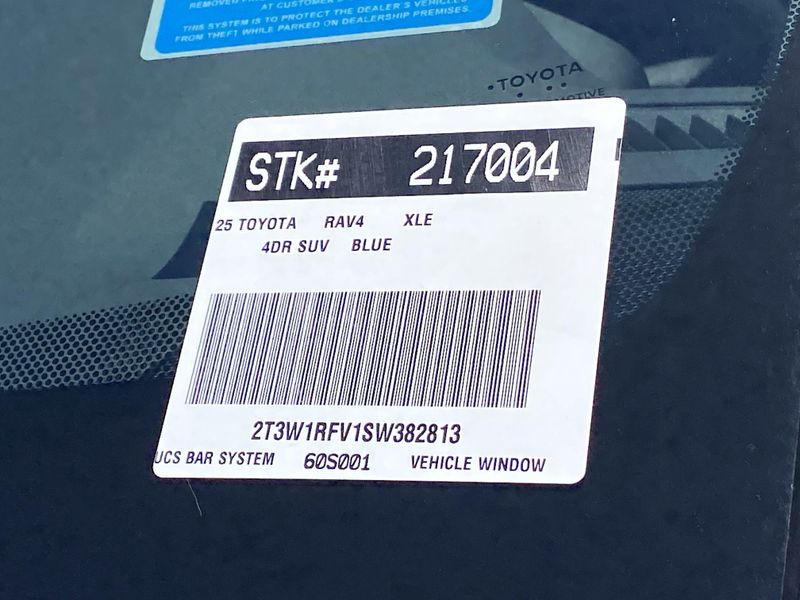 AT CUSTOMER
THIS SYSTEM IS TO PROTECT THE DEALER'S VEHICLES
FROM THEFT WHILE PARKED ON DEALERSHIP PREMISES.
TOYOTA
STK# 217004
25 TOYOTA RAV4 XLE
4DR SUV BLUE
2T3W1RFV1SW382813
UCS BAR SYSTEM 60S001 VEHICLE WINDOW